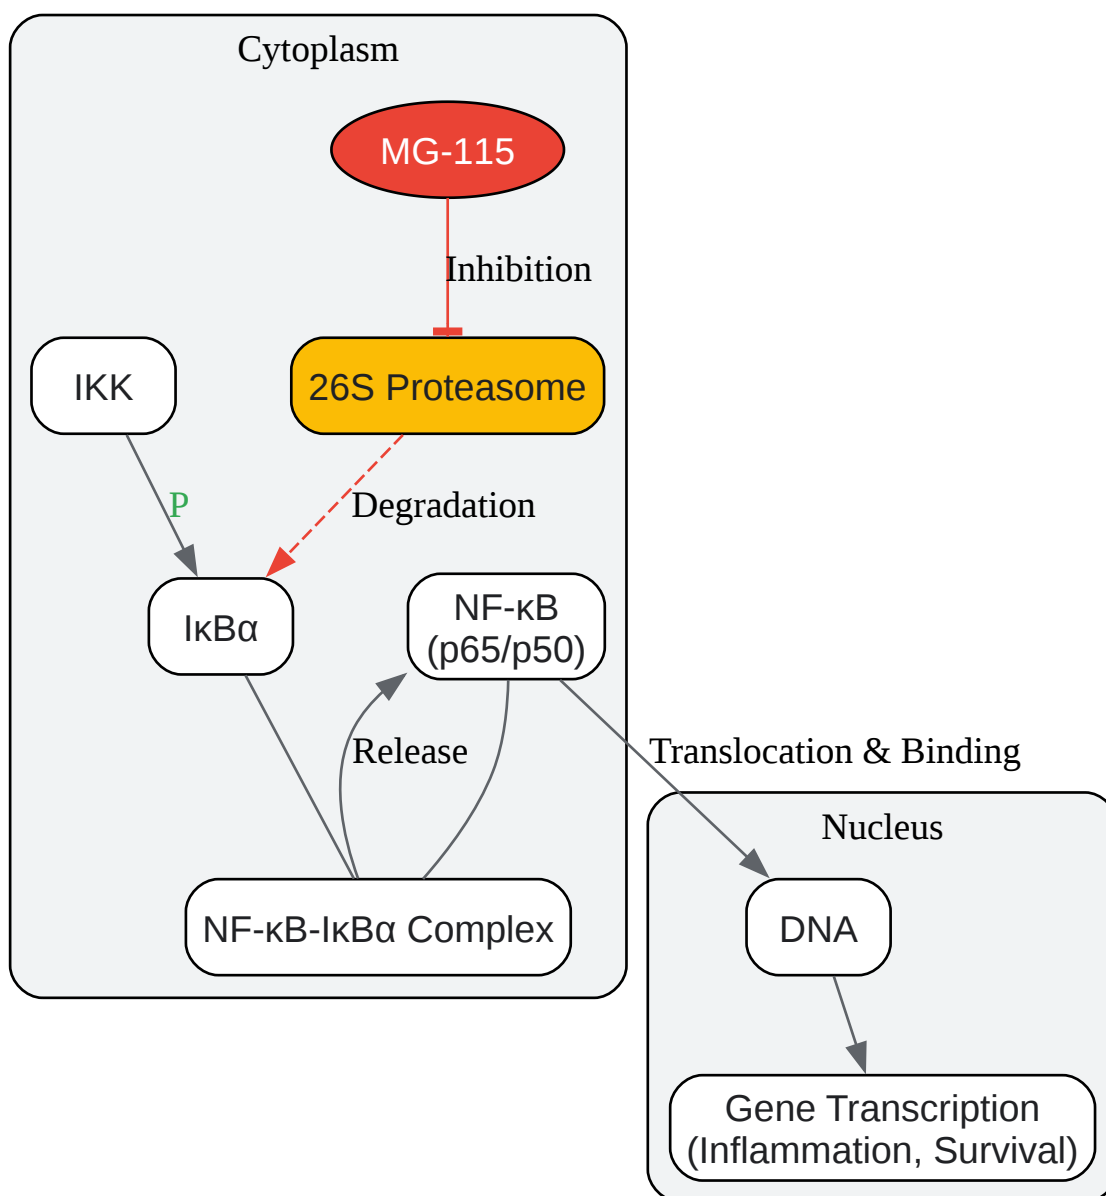 Cytoplasm
MG-115
Inhibition
IKK
26S Proteasome
P
Degradation
IκBα
NF-κB
(p65/p50)
Release
Translocation & Binding
Nucleus
NF-κB-IκBα Complex
DNA
Gene Transcription
(Inflammation, Survival)